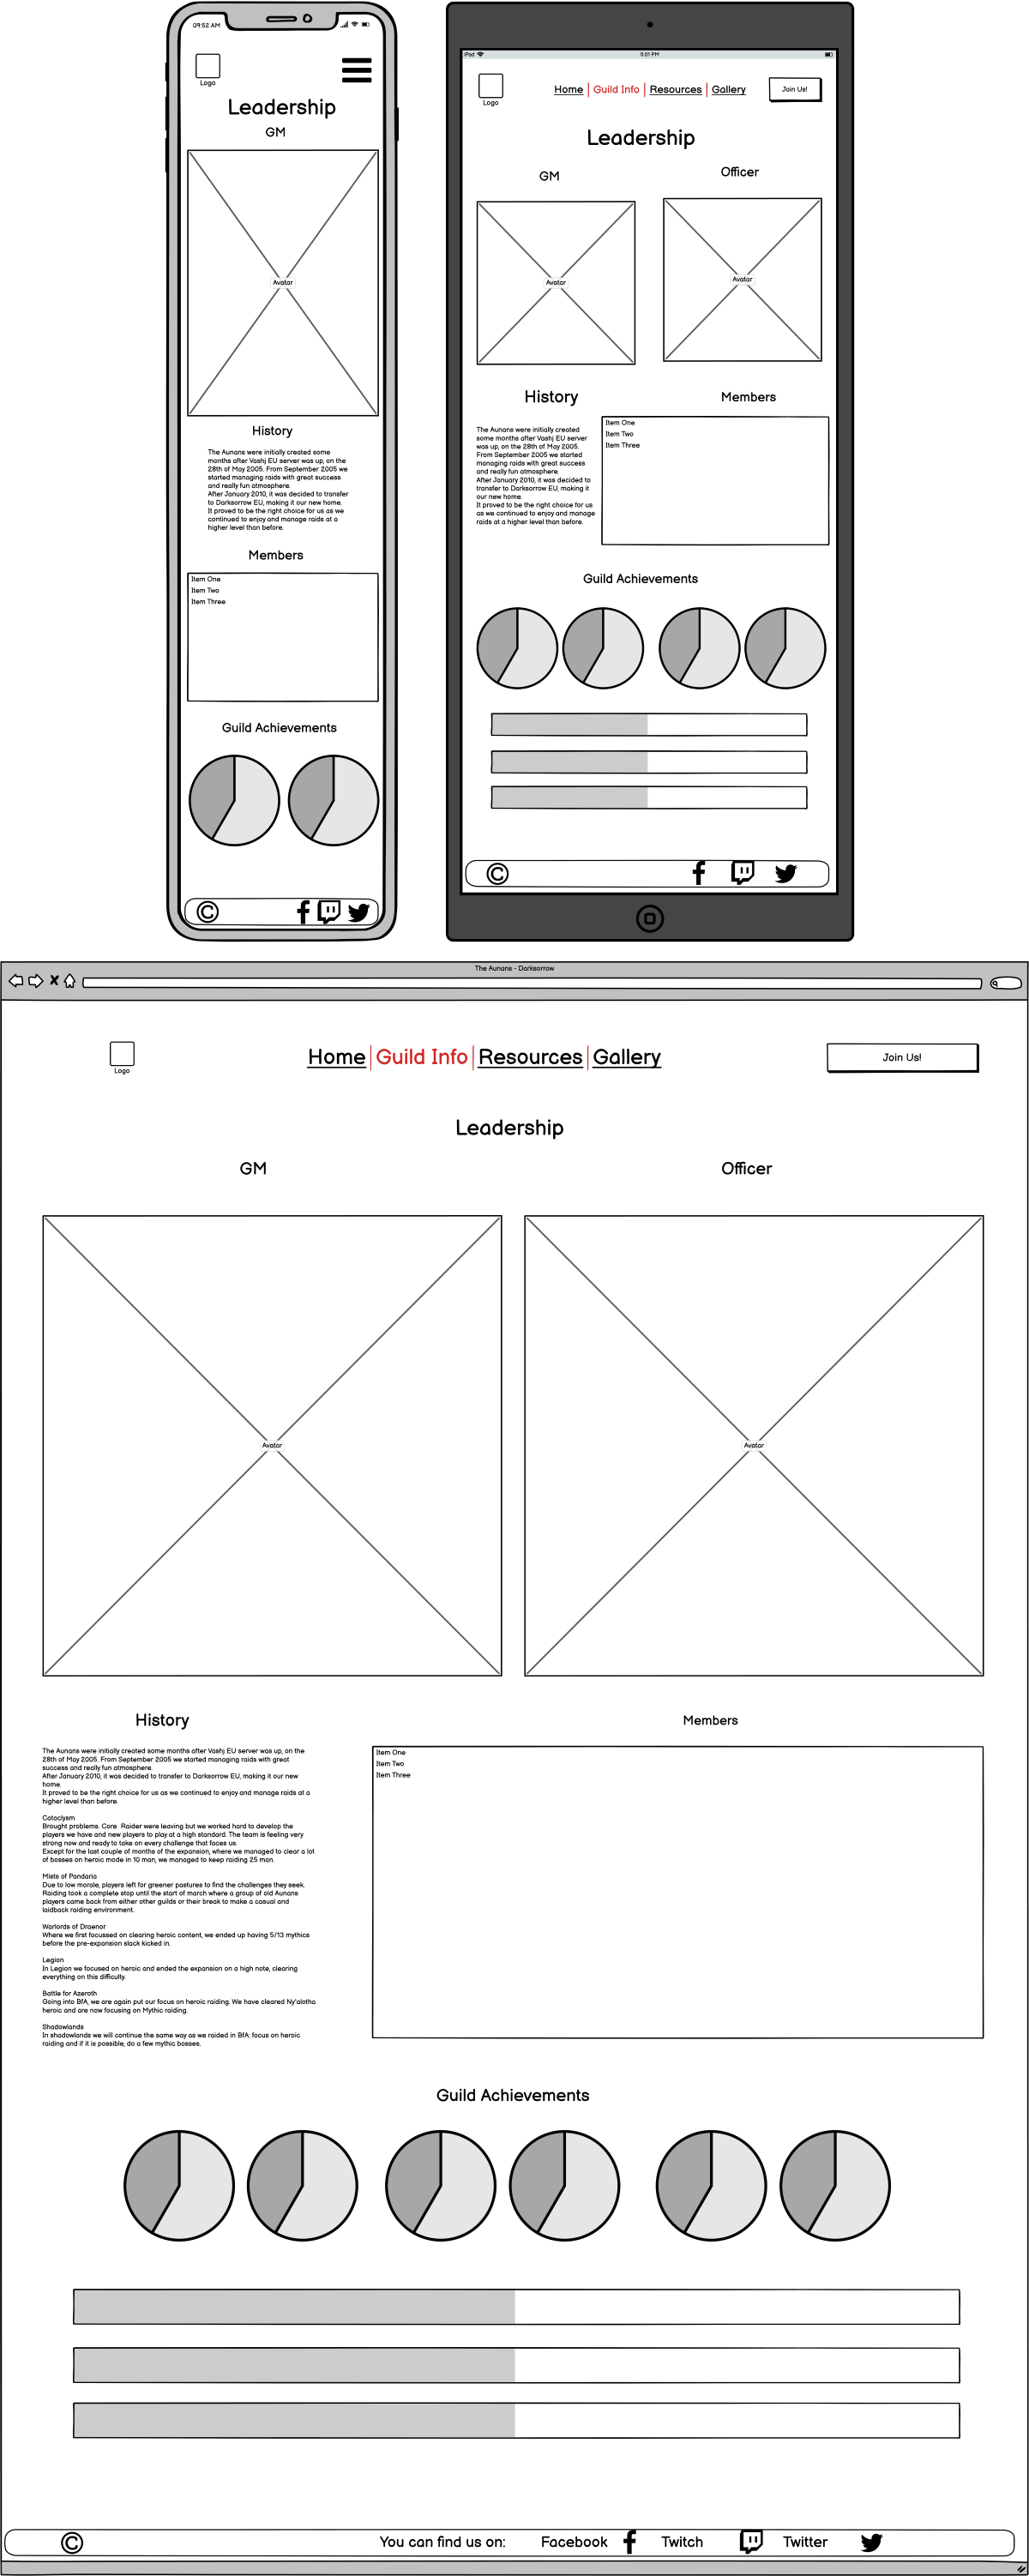 09:52 AM
Logo
Leadership
GM
Avatar
History
The Aunans were initially created some
months after Vashj EU server was up, on the
28th of May 2005. From September 2005 we
started managing raids with great success
and really fun atmosphere.
After January 2010, it was decided to transfer
to Darksorrow EU, making it our new home.
It proved to be the right choice for us as we
continued to enjoy and manage raids at a
higher level than before.
Members
Item One
Item Two
Item Three
Guild Achievements
©
iPad
5:01 PM
Logo
Home
Guild Info
Resources
Gallery
Join Us!
Leadership
GM
Officer
Avatar
Avatar
History
Members
The Aunans were initially created
some months after Vashj EU server
was up, on the 28th of May 2005.
From September 2005 we started
managing raids with great success
and really fun atmosphere.
After January 2010, it was decided to
transfer to Darksorrow EU, making it
our new home.
It proved to be the right choice for us
as we continued to enjoy and manage
raids at a higher level than before.
Item One
Item Two
Item Three
Guild Achievements
©
The Aunans - Darksorrow
Logo
Home
Guild Info
Resources
Gallery
Join Us!
Leadership
GM
Officer
Avatar
Avatar
History
Members
The Aunans were initially created some months after Vashj EU server was up, on the
28th of May 2005. From September 2005 we started managing raids with great
success and really fun atmosphere.
After January 2010, it was decided to transfer to Darksorrow EU, making it our new
home.
It proved to be the right choice for us as we continued to enjoy and manage raids at a
higher level than before.
Cataclysm
Brought problems. Core Raider were leaving but we worked hard to develop the
players we have and new players to play at a high standard. The team is feeling very
strong now and ready to take on every challenge that faces us.
Except for the last couple of months of the expansion, where we managed to clear a lot
of bosses on heroic mode in 10 man, we managed to keep raiding 25 man.
Mists of Pandaria
Due to low morale, players left for greener pastures to find the challenges they seek.
Raiding took a complete stop until the start of march where a group of old Aunans
players came back from either other guilds or their break to make a casual and
laidback raiding environment.
Warlords of Draenor
Where we first focussed on clearing heroic content, we ended up having 5/13 mythics
before the pre-expansion slack kicked in.
Legion
In Legion we focused on heroic and ended the expansion on a high note, clearing
everything on this difficulty.
Battle for Azeroth
Going into BfA, we are again put our focus on heroic raiding. We have cleared Ny'alotha
heroic and are now focusing on Mythic raiding.
Shadowlands
In shadowlands we will continue the same way as we raided in BfA: focus on heroic
raiding and if it is possible, do a few mythic bosses.
Item One
Item Two
Item Three
Guild Achievements
©
You can find us on:
Facebook
Twitch
Twitter